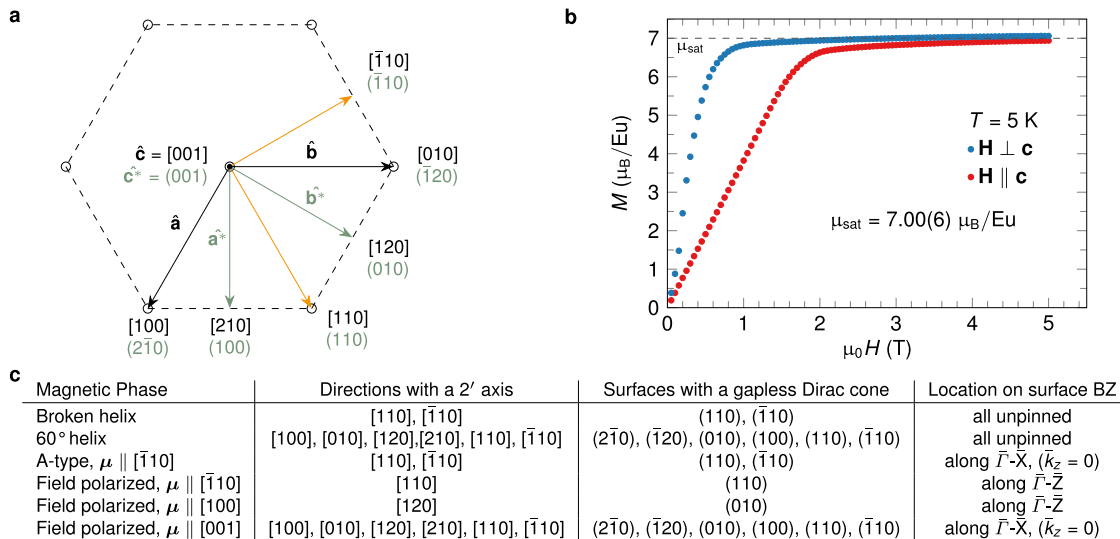 a
[1̄10]
(1̄10)
ĉ = [001]
ĉ* = (001)
b̂
[010]
(1̄20)
â
â*
b̂*
[120]
(010)
[100]
(21̄0)
[210]
(100)
[110]
(110)
b
M (μB/Eu)
7
6
5
4
3
2
1
0
μsat
T = 5 K
H ⊥ c
H ∥ c
μsat = 7.00(6) μB/Eu
0 1 2 3 4 5
μ0H (T)
c
Magnetic Phase | Directions with a 2′ axis | Surfaces with a gapless Dirac cone | Location on surface BZ
Broken helix | [110], [1̄10] | (110), (1̄10) | all unpinned
60° helix | [100], [010], [120],[210], [110], [1̄10] | (21̄0), (1̄20), (010), (100), (110), (1̄10) | all unpinned
A-type, μ ∥ [1̄10] | [110], [1̄10] | (110), (1̄10) | along Γ̄-X̄, (k̄z = 0)
Field polarized, μ ∥ [1̄10] | [110] | (110) | along Γ̄-Z̄
Field polarized, μ ∥ [100] | [120] | (010) | along Γ̄-Z̄
Field polarized, μ ∥ [001] | [100], [010], [120], [210], [110], [1̄10] | (21̄0), (1̄20), (010), (100), (110), (1̄10) | along Γ̄-X̄, (k̄z = 0)